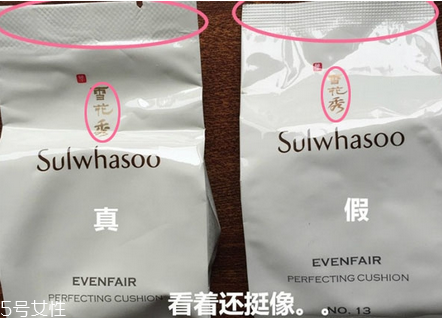 雪花秀
Sulwhasoo
真
EVENFAIR
PERFECTING CUSHION
雪花秀
Sulwhasoo
假
EVENFAIR
PERFECTING CUSHION
NO. 13
看着还挺像。。
5号女性